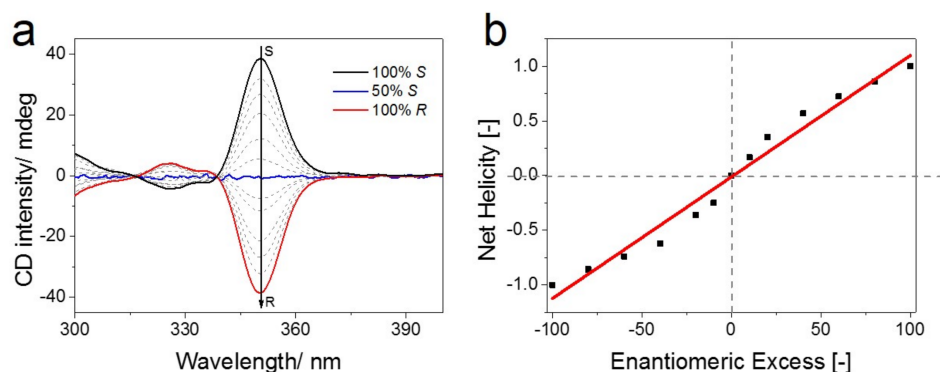 a
CD intensity/ mdeg
40
20
0
-20
-40
300
330
360
390
Wavelength/ nm
S
R
100% S
50% S
100% R
b
Net Helicity [-]
1.0
0.5
-0.0
-0.5
-1.0
-100
-50
0
50
100
Enantiomeric Excess [-]